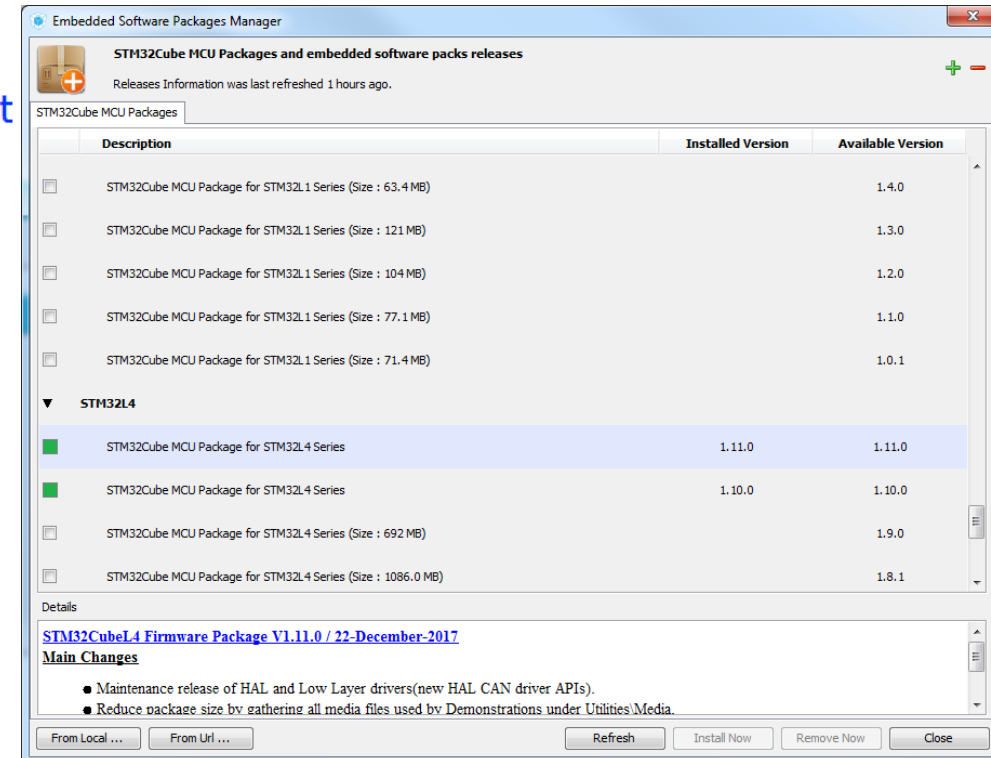 Embedded Software Packages Manager
STM32Cube MCU Packages and embedded software packs releases
Releases Information was last refreshed 1 hours ago.
t
STM32Cube MCU Packages
Description Installed Version Available Version
STM32Cube MCU Package for STM32L1 Series (Size : 63.4 MB) 1.4.0
STM32Cube MCU Package for STM32L1 Series (Size : 121 MB) 1.3.0
STM32Cube MCU Package for STM32L1 Series (Size : 104 MB) 1.2.0
STM32Cube MCU Package for STM32L1 Series (Size : 77.1 MB) 1.1.0
STM32Cube MCU Package for STM32L1 Series (Size : 71.4 MB) 1.0.1
STM32L4
STM32Cube MCU Package for STM32L4 Series 1.11.0 1.11.0
STM32Cube MCU Package for STM32L4 Series 1.10.0 1.10.0
STM32Cube MCU Package for STM32L4 Series (Size : 692 MB) 1.9.0
STM32Cube MCU Package for STM32L4 Series (Size : 1086.0 MB) 1.8.1
Details
STM32CubeL4 Firmware Package V1.11.0 / 22-December-2017
Main Changes
● Maintenance release of HAL and Low Layer drivers(new HAL CAN driver APIs).
● Reduce package size by gathering all media files used by Demonstrations under Utilities\Media.
From Local ... From Url ... Refresh Install Now Remove Now Close